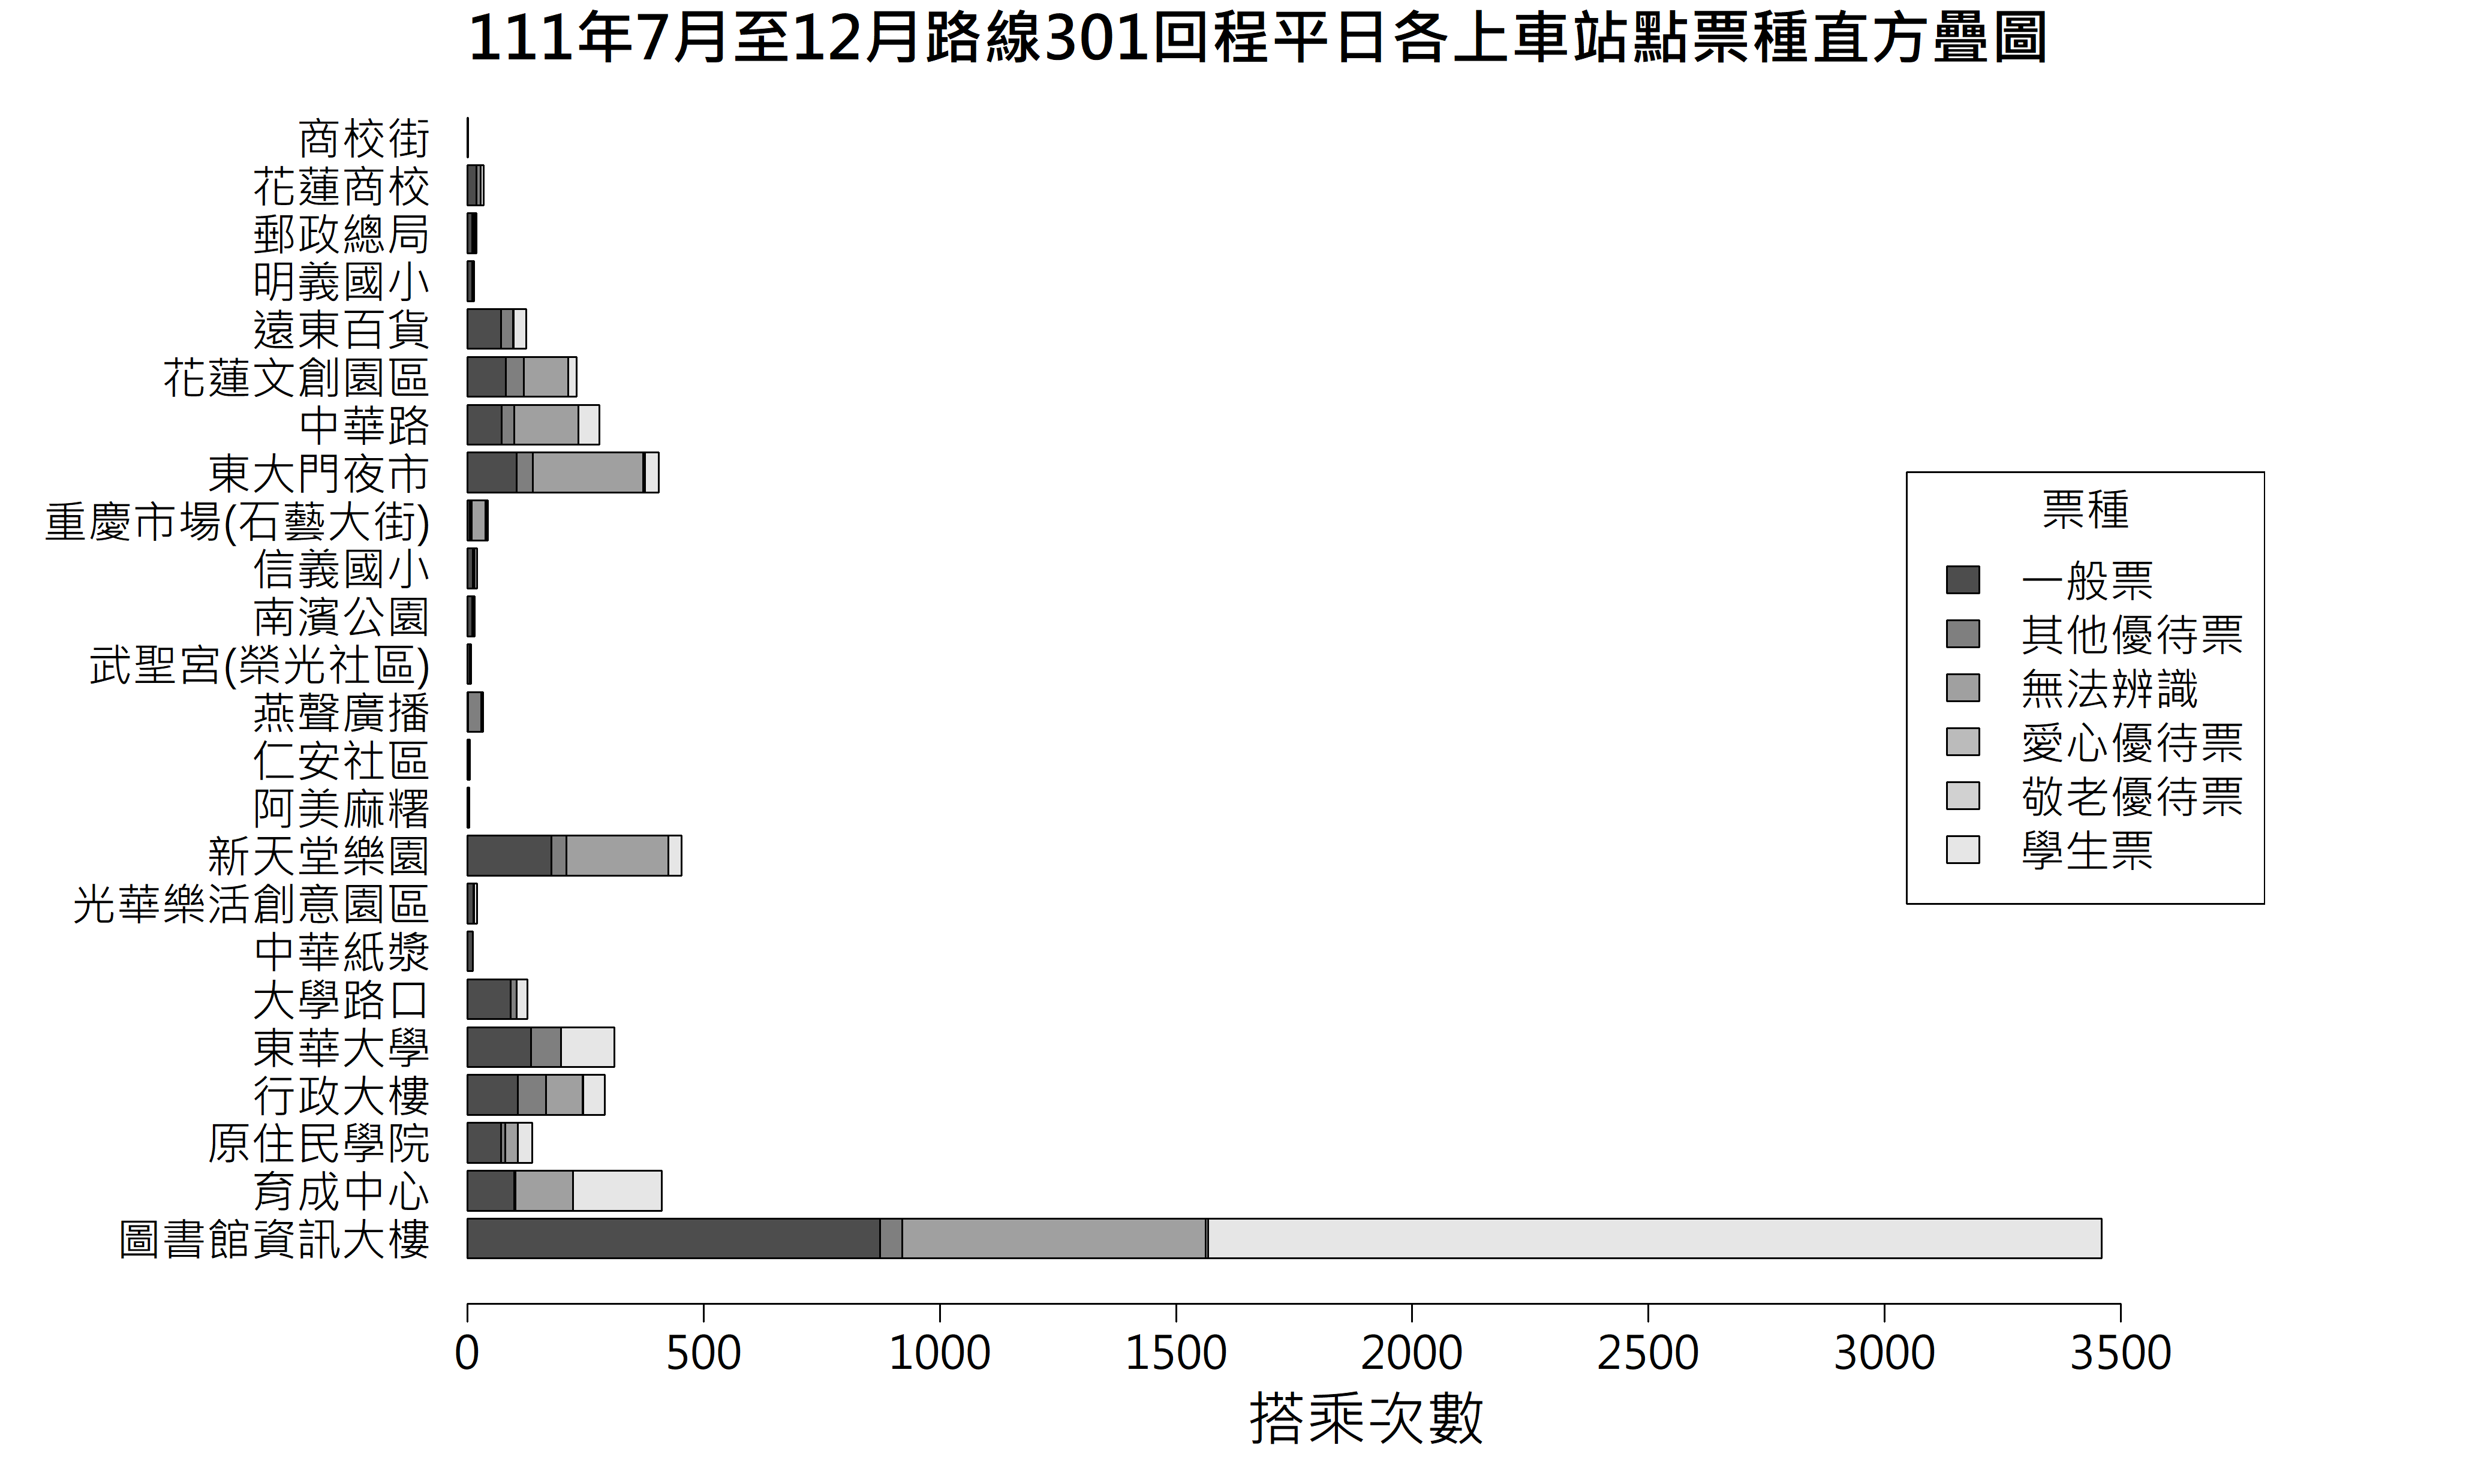 111年7月至12月路線301回程平日各上車站點票種直方疊圖
商校街
花蓮商校
郵政總局
明義國小
遠東百貨
花蓮文創園區
中華路
東大門夜市
重慶市場(石藝大街)
信義國小
南濱公園
武聖宮(榮光社區)
燕聲廣播
仁安社區
阿美麻糬
新天堂樂園
光華樂活創意園區
中華紙漿
大學路口
東華大學
行政大樓
原住民學院
育成中心
圖書館資訊大樓
票種
一般票
其他優待票
無法辨識
愛心優待票
敬老優待票
學生票
0 500 1000 1500 2000 2500 3000 3500
搭乘次數